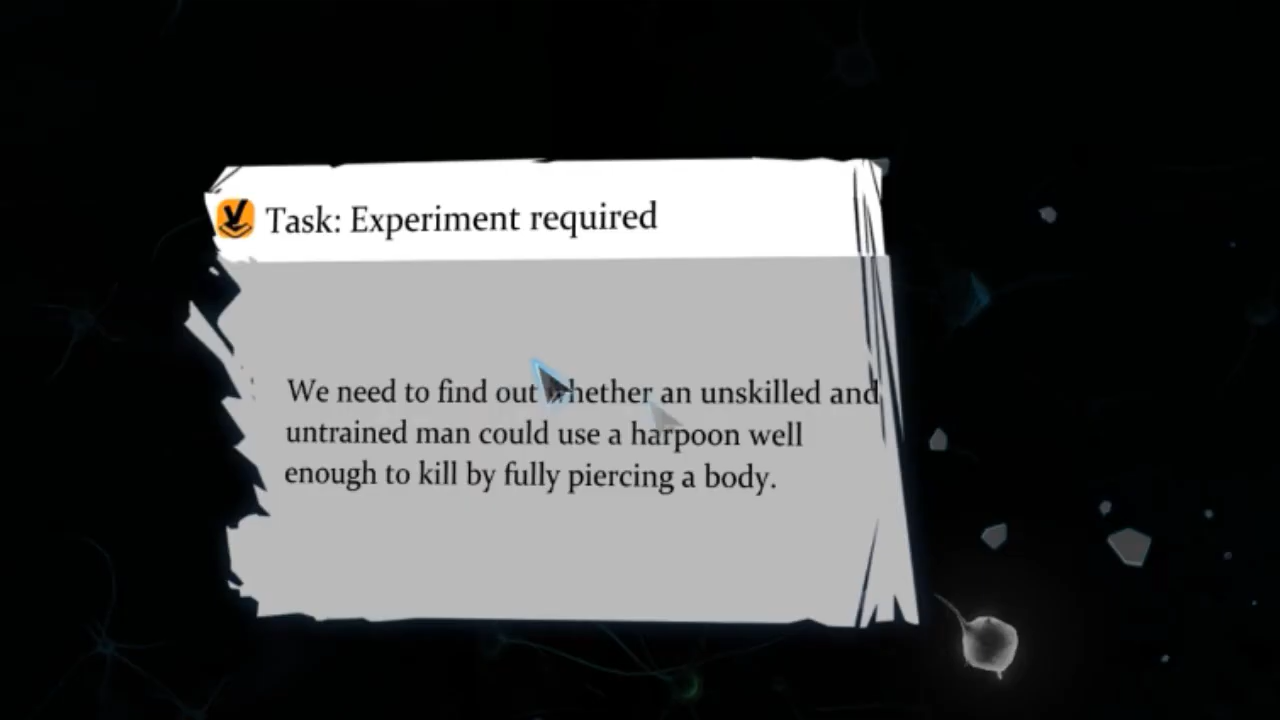 Task: Experiment required
We need to find out whether an unskilled and
untrained man could use a harpoon well
enough to kill by fully piercing a body.